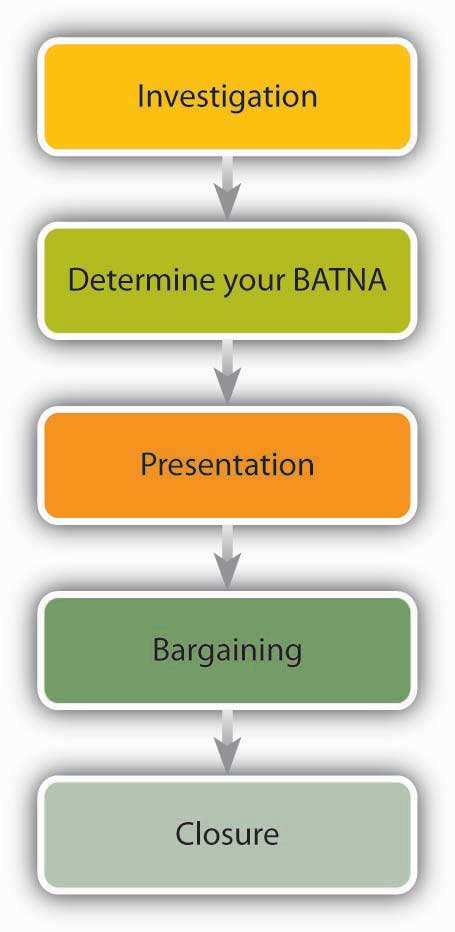 Investigation
Determine your BATNA
Presentation
Bargaining
Closure